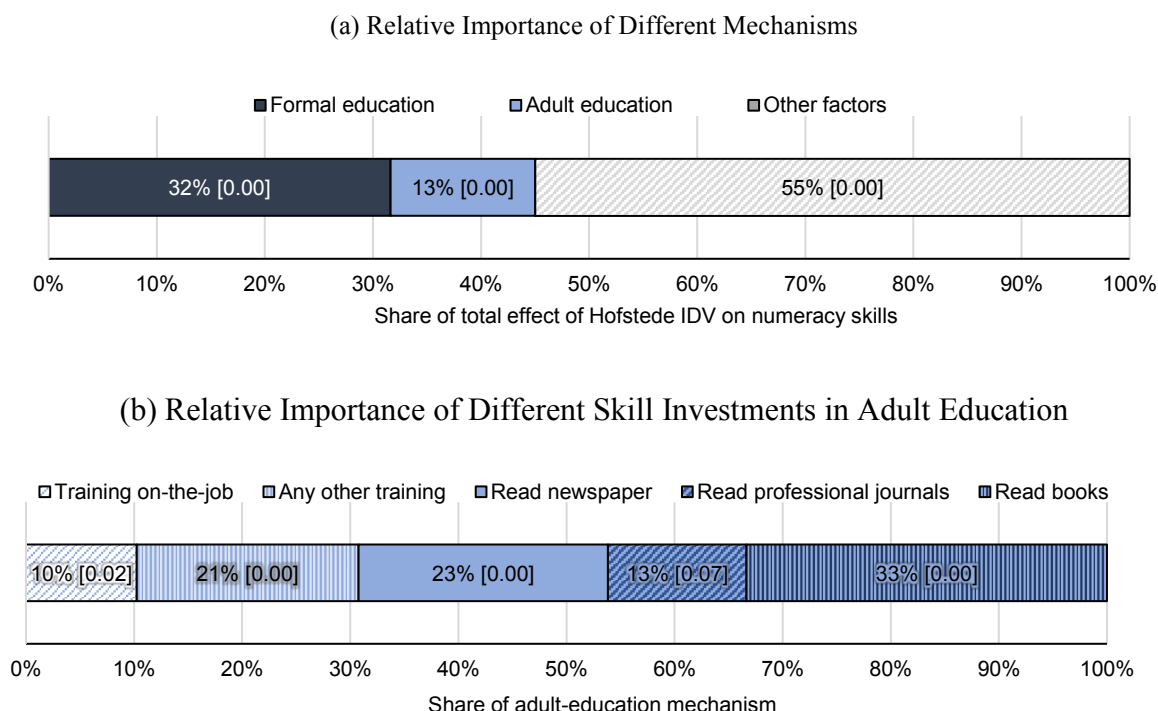 (a) Relative Importance of Different Mechanisms
Formal education Adult education Other factors
32% [0.00] 13% [0.00] 55% [0.00]
0% 10% 20% 30% 40% 50% 60% 70% 80% 90% 100%
Share of total effect of Hofstede IDV on numeracy skills
(b) Relative Importance of Different Skill Investments in Adult Education
Training on-the-job Any other training Read newspaper Read professional journals Read books
10% [0.02] 21% [0.00] 23% [0.00] 13% [0.07] 33% [0.00]
0% 10% 20% 30% 40% 50% 60% 70% 80% 90% 100%
Share of adult-education mechanism